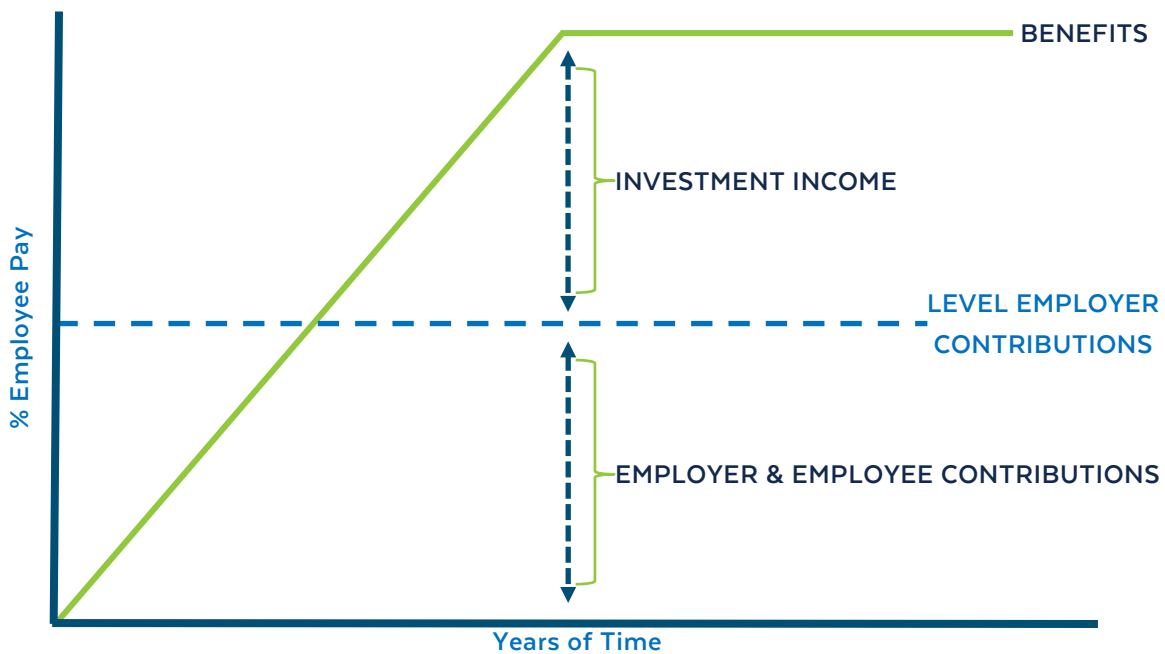 BENEFITS
INVESTMENT INCOME
LEVEL EMPLOYER
CONTRIBUTIONS
% Employee Pay
EMPLOYER & EMPLOYEE CONTRIBUTIONS
Years of Time